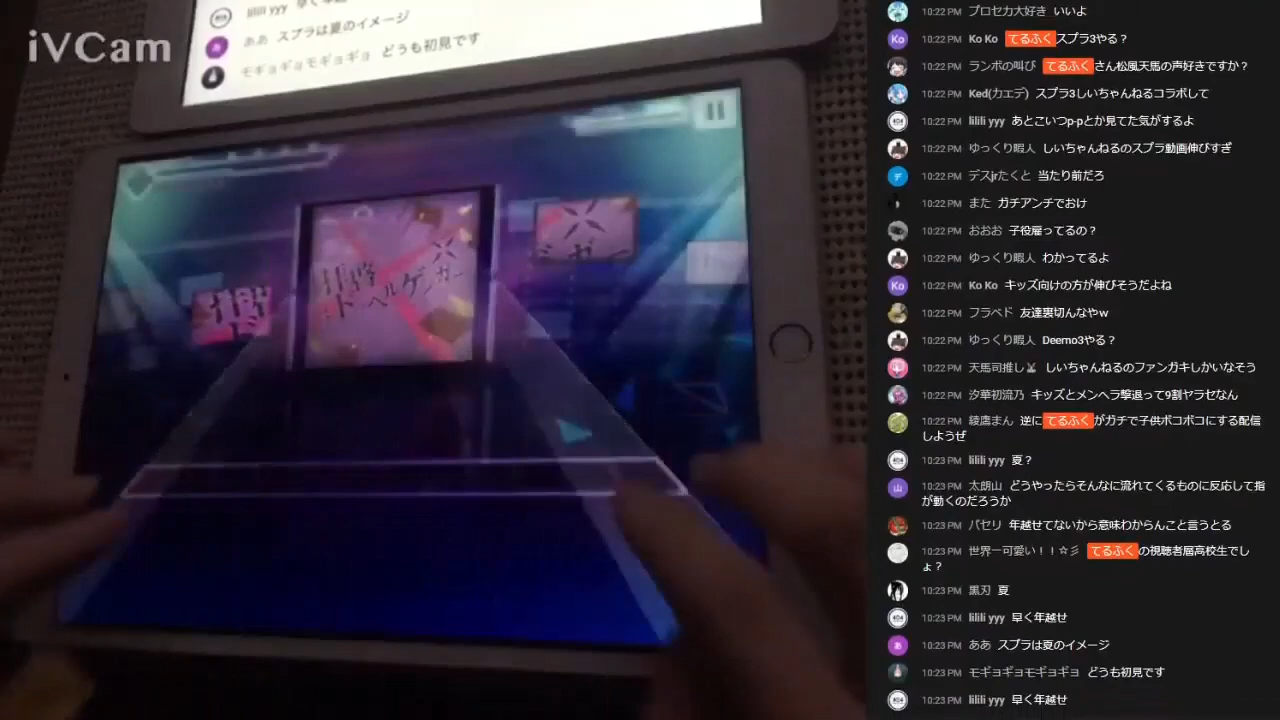 iVCam
lilili yyy 早く年越せ
ああ スプラは夏のイメージ
モギョギョモギョギョ どうも初見です
10:22 PM プロセカ大好き いいよ
Ko
10:22 PM Ko Ko てるふくスプラ3やる？
10:22 PM ランボの叫び てるふくさん松風天馬の声好きですか？
10:22 PM Ked(カエデ) スプラ3しいちゃんねるコラボして
10:22 PM lilili yyy あとこいつp-pとか見てた気がするよ
10:22 PM ゆっくり暇人 しいちゃんねるのスプラ動画伸びすぎ
デ
10:22 PM デスjrたくと 当たり前だろ
10:22 PM また ガチアンチでおけ
10:22 PM おおお 子役雇ってるの？
10:22 PM ゆっくり暇人 わかってるよ
Ko
10:22 PM Ko Ko キッズ向けの方が伸びそうだよね
10:22 PM フラベド 友達裏切んなやw
10:22 PM ゆっくり暇人 Deemo3やる？
10:22 PM 天馬司推し しいちゃんねるのファンガキしかいなそう
10:22 PM 汐華初流乃 キッズとメンヘラ撃退って9割ヤラセなん
10:22 PM 綾鷹まん 逆にてるふくがガチで子供ボコボコにする配信
しようぜ
10:23 PM lilili yyy 夏？
山
10:23 PM 太朗山 どうやったらそんなに流れてくるものに反応して指
が動くのだろうか
10:23 PM パセリ 年越せてないから意味わからんこと言うとる
10:23 PM 世界一可愛い！！☆彡 てるふくの視聴者層高校生でし
ょ？
10:23 PM 黒刃 夏
10:23 PM lilili yyy 早く年越せ
あ
10:23 PM ああ スプラは夏のイメージ
10:23 PM モギョギョモギョギョ どうも初見です
10:23 PM lilili yyy 早く年越せ